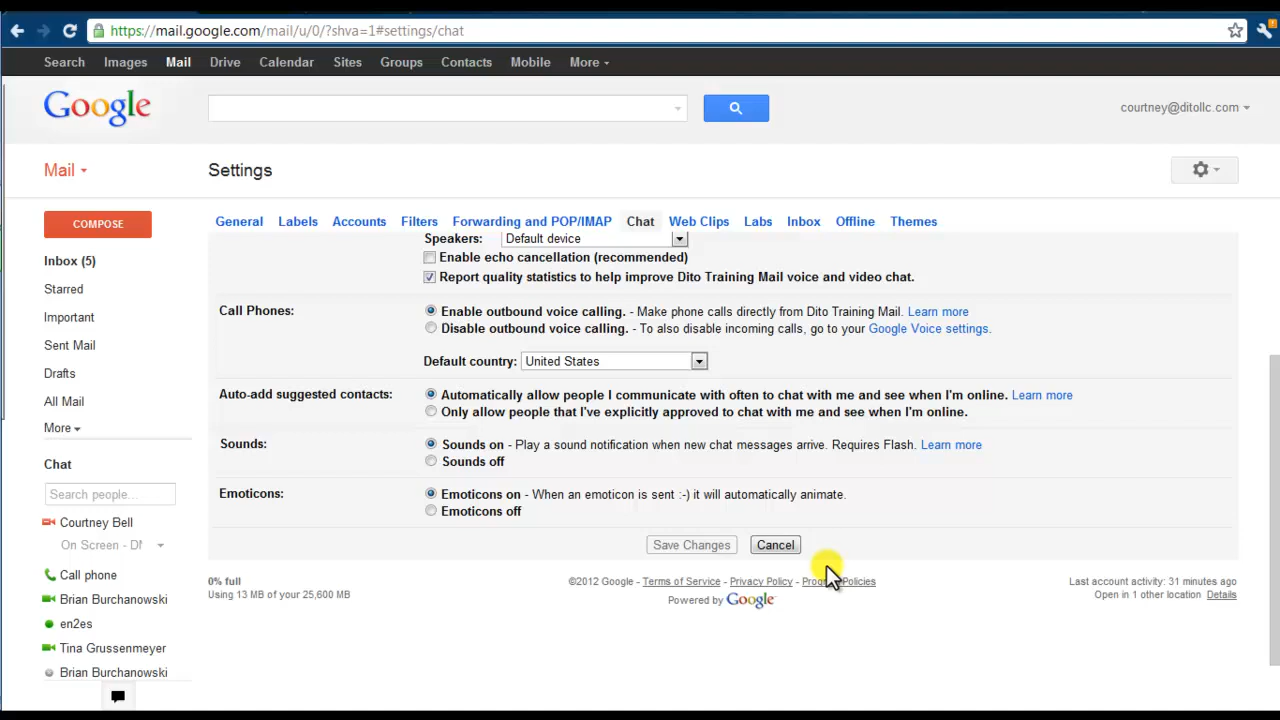 https://mail.google.com/mail/u/0/?shva=1#settings/chat
Search Images Mail Drive Calendar Sites Groups Contacts Mobile More
Google
courtney@ditollc.com
Mail
Settings
COMPOSE
General Labels Accounts Filters Forwarding and POP/IMAP Chat Web Clips Labs Inbox Offline Themes
Inbox (5)
Starred
Important
Sent Mail
Drafts
All Mail
More
Chat
Search people...
Courtney Bell
On Screen - DN
Call phone
Brian Burchanowski
en2es
Tina Grussenmeyer
Brian Burchanowski
Speakers: Default device
Enable echo cancellation (recommended)
Report quality statistics to help improve Dito Training Mail voice and video chat.
Call Phones: Enable outbound voice calling. - Make phone calls directly from Dito Training Mail. Learn more
Disable outbound voice calling. - To also disable incoming calls, go to your Google Voice settings.
Default country: United States
Auto-add suggested contacts: Automatically allow people I communicate with often to chat with me and see when I'm online. Learn more
Only allow people that I've explicitly approved to chat with me and see when I'm online.
Sounds: Sounds on - Play a sound notification when new chat messages arrive. Requires Flash. Learn more
Sounds off
Emoticons: Emoticons on - When an emoticon is sent :-) it will automatically animate.
Emoticons off
Save Changes Cancel
0% full
Using 13 MB of your 25,600 MB
©2012 Google - Terms of Service - Privacy Policy - Policies
Powered by Google
Last account activity: 31 minutes ago
Open in 1 other location Details